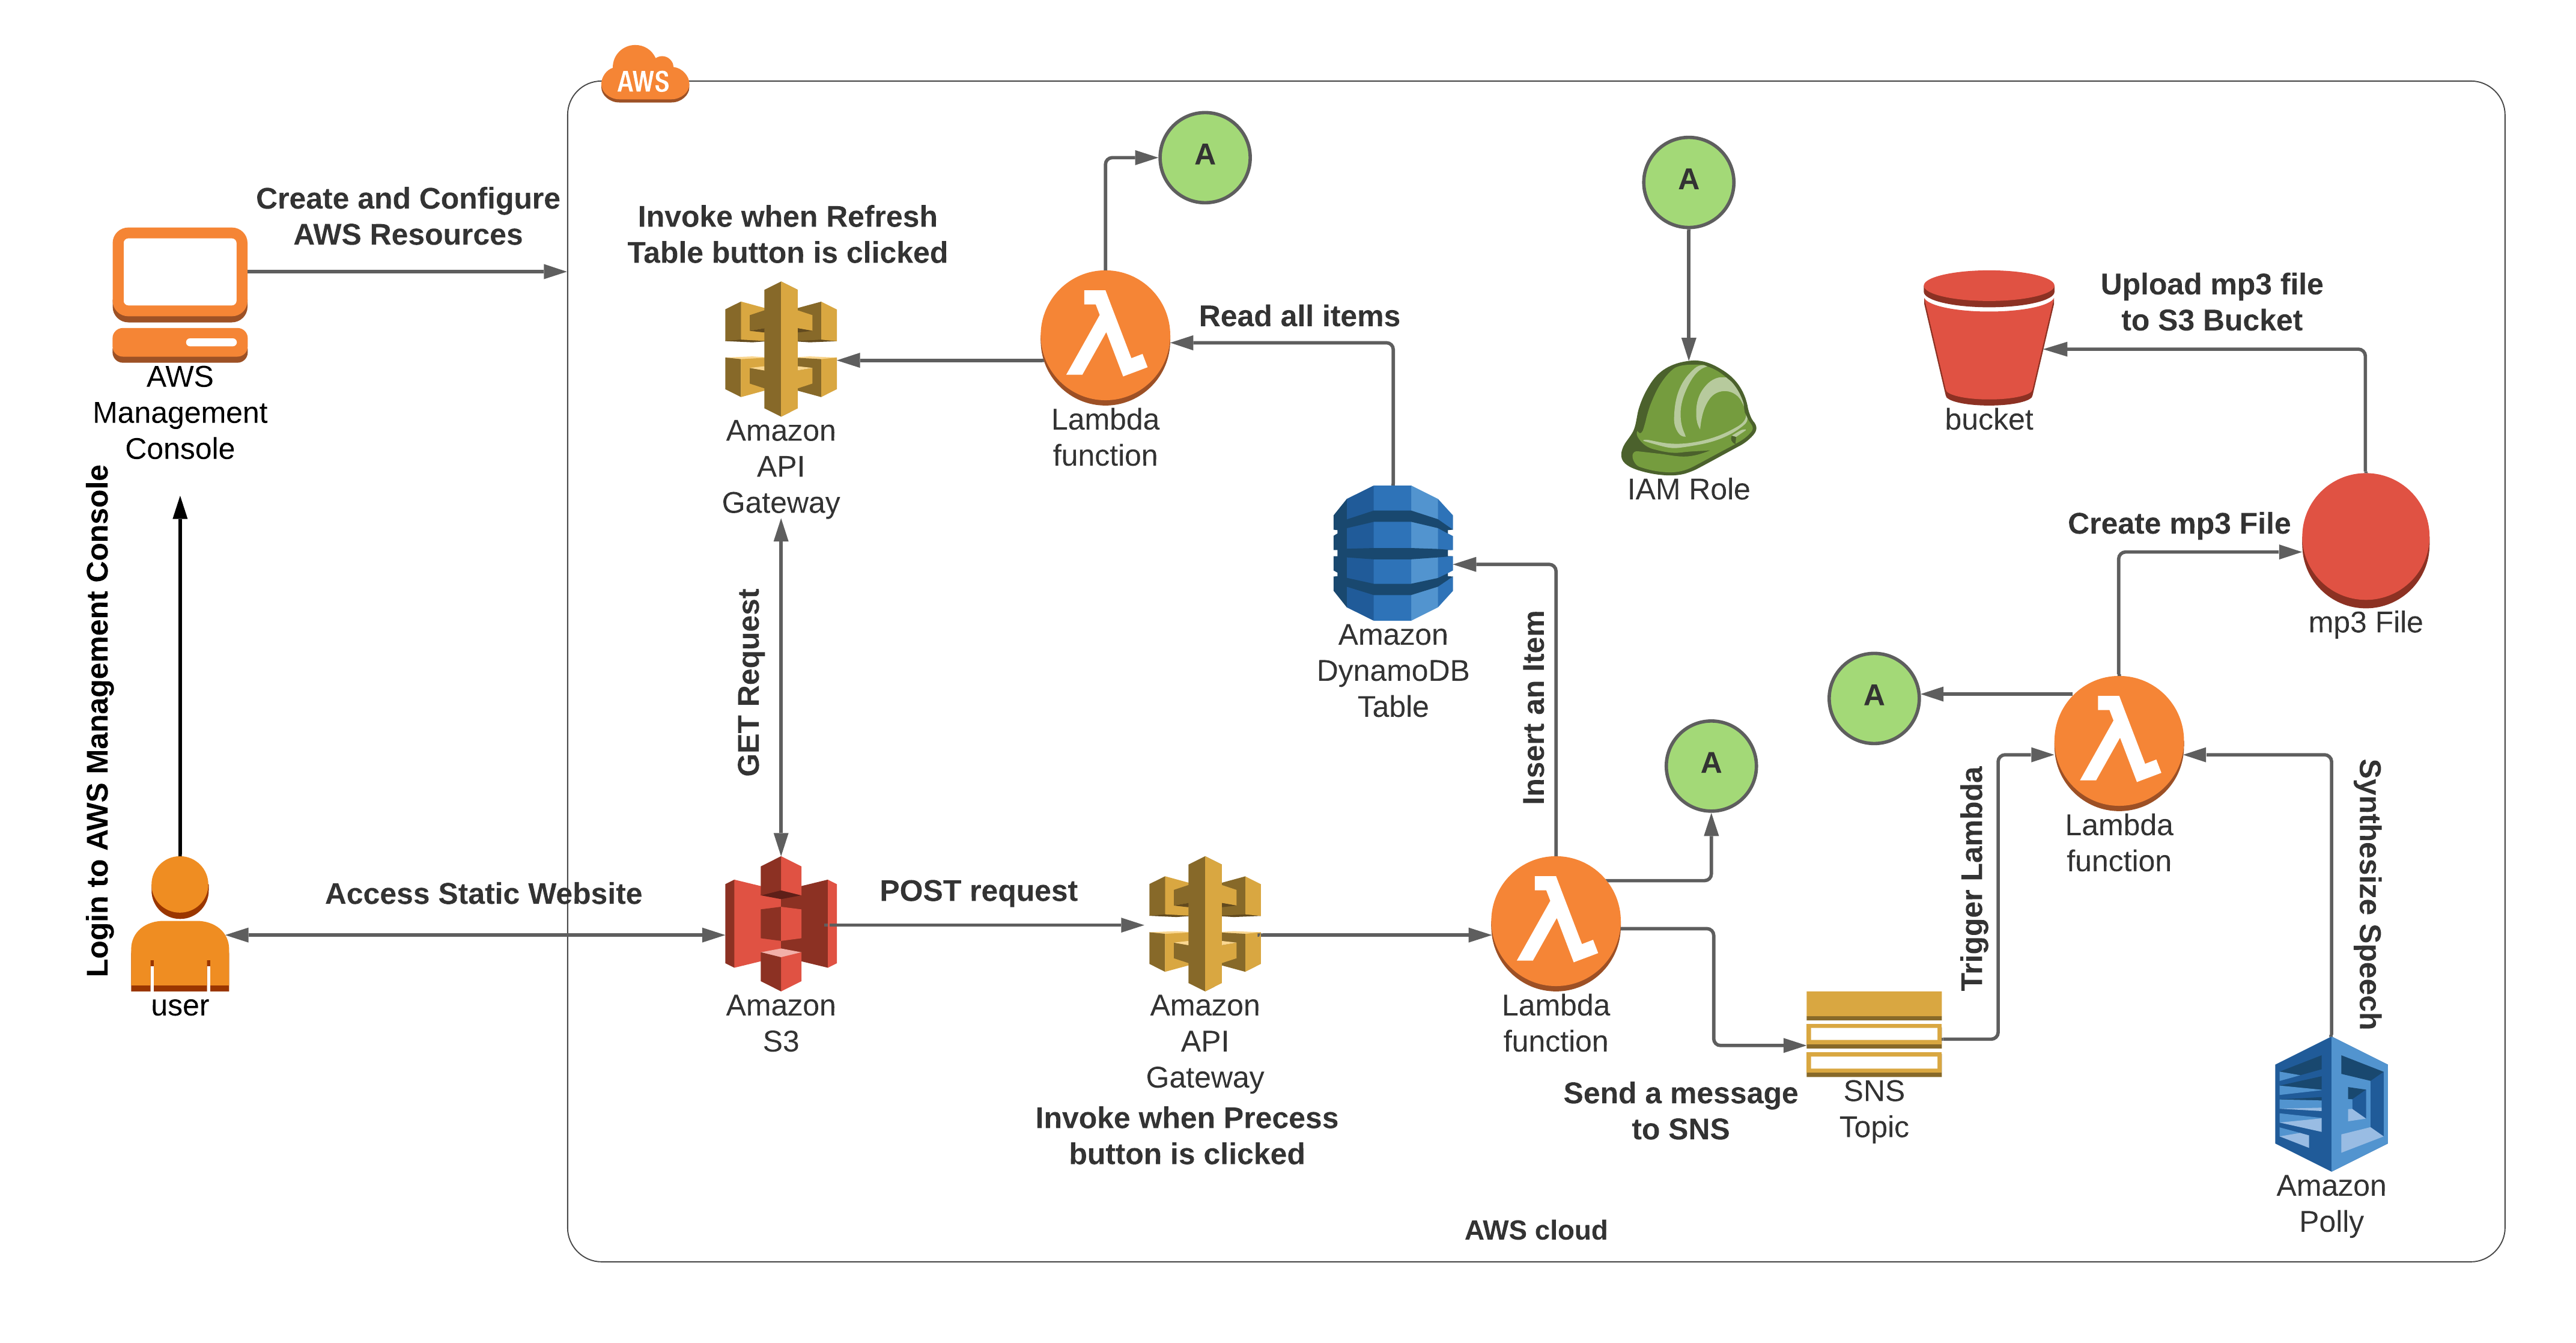 AWS
Create and Configure
AWS Resources
AWS
Management
Console
Login to AWS Management Console
user
Access Static Website
Invoke when Refresh
Table button is clicked
Amazon
API
Gateway
GET Request
Amazon
S3
POST request
Amazon
API
Gateway
Invoke when Precess
button is clicked
A
Lambda
function
Read all items
Amazon
DynamoDB
Table
Insert an Item
Lambda
function
A
Send a message
to SNS
SNS
Topic
Trigger Lambda
A
IAM Role
A
Lambda
function
Synthesize Speech
Amazon
Polly
Create mp3 File
mp3 File
Upload mp3 file
to S3 Bucket
bucket
AWS cloud